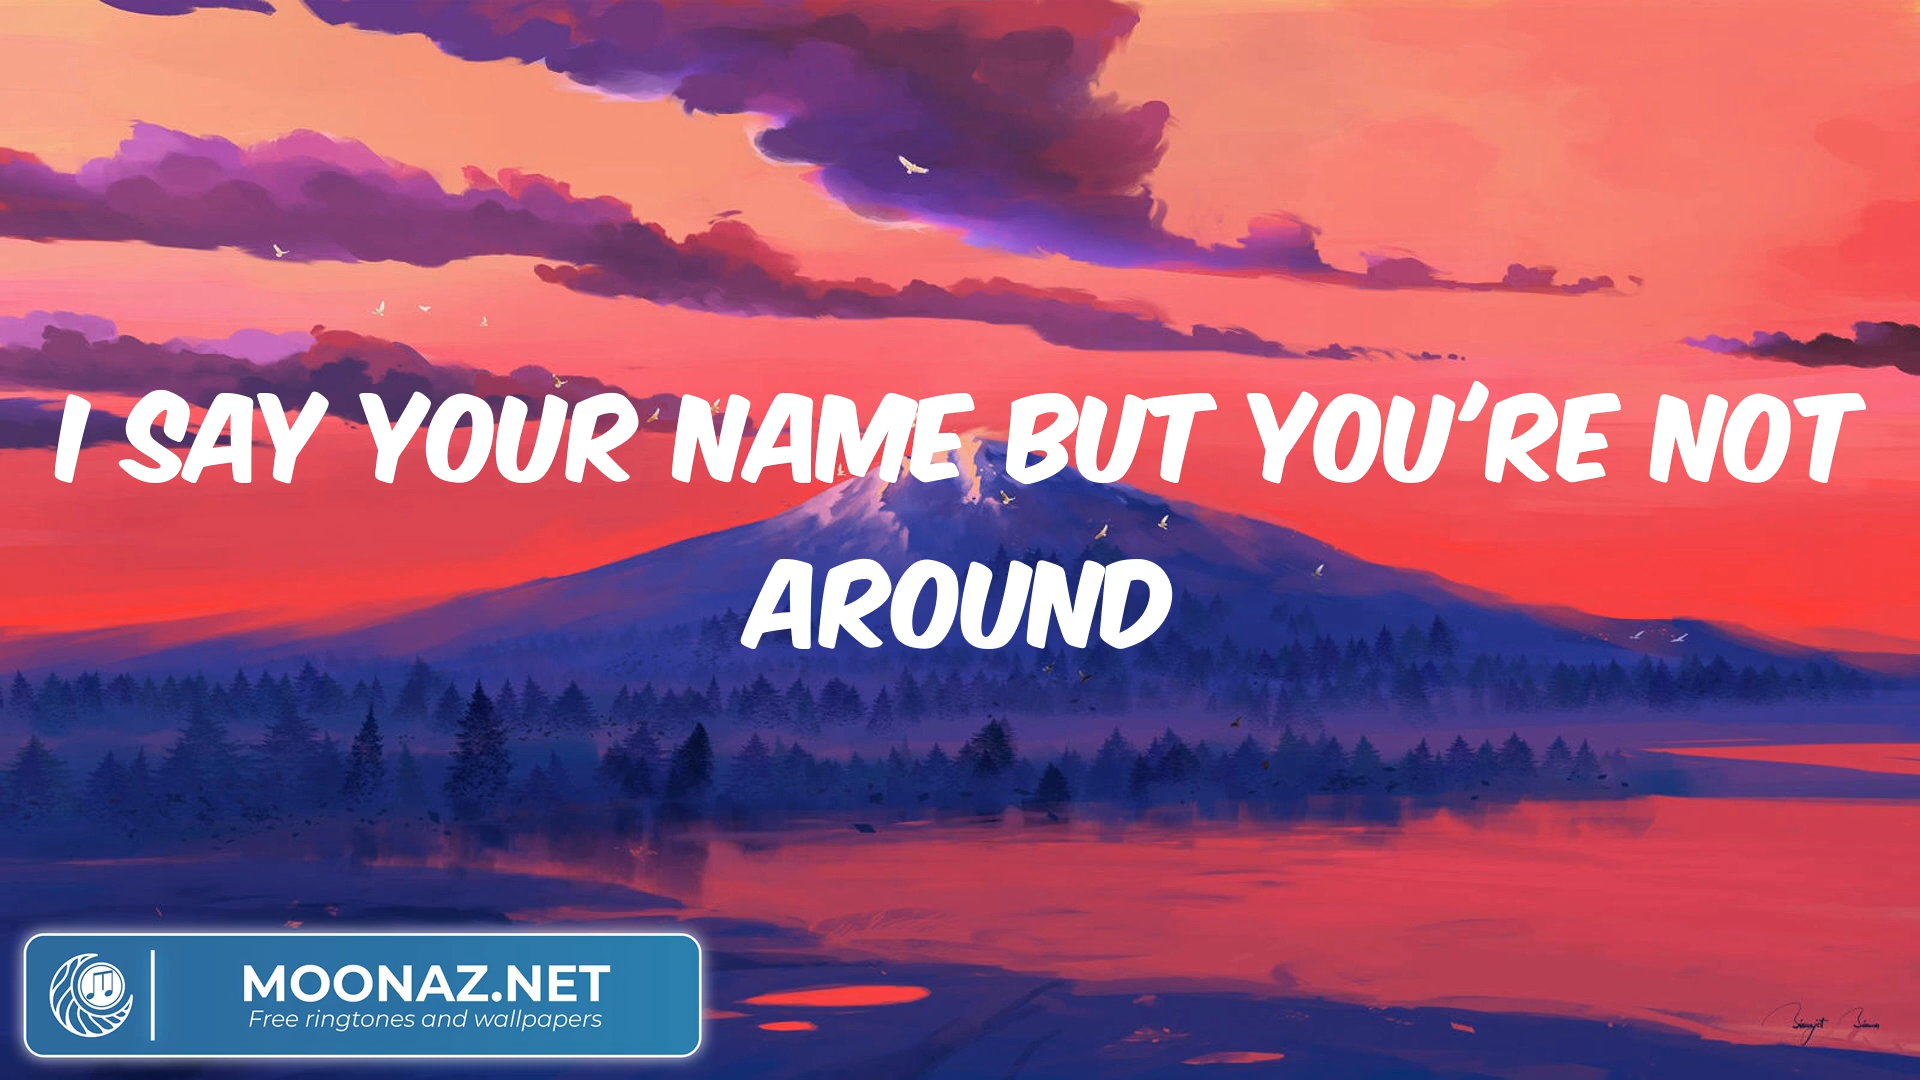 I SAY YOUR NAME BUT YOU'RE NOT
AROUND
MOONAZ.NET
Free ringtones and wallpapers